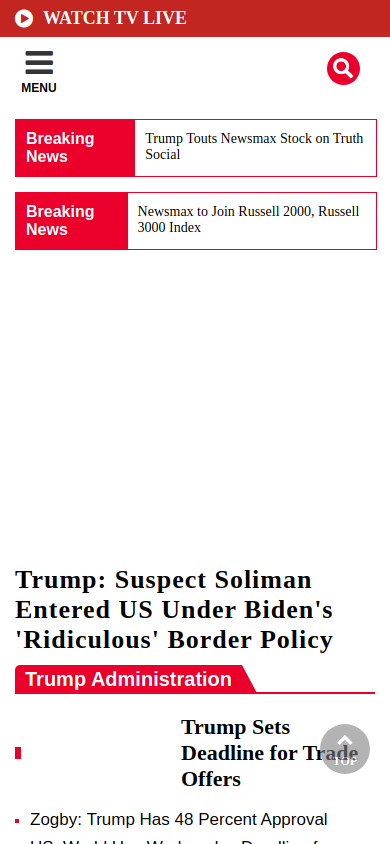 WATCH TV LIVE
MENU
Breaking News
Trump Touts Newsmax Stock on Truth
Social
Breaking News
Newsmax to Join Russell 2000, Russell
3000 Index
Trump: Suspect Soliman
Entered US Under Biden's
'Ridiculous' Border Policy
Trump Administration
Trump Sets
Deadline for Trade
Offers
TOP
Zogby: Trump Has 48 Percent Approval